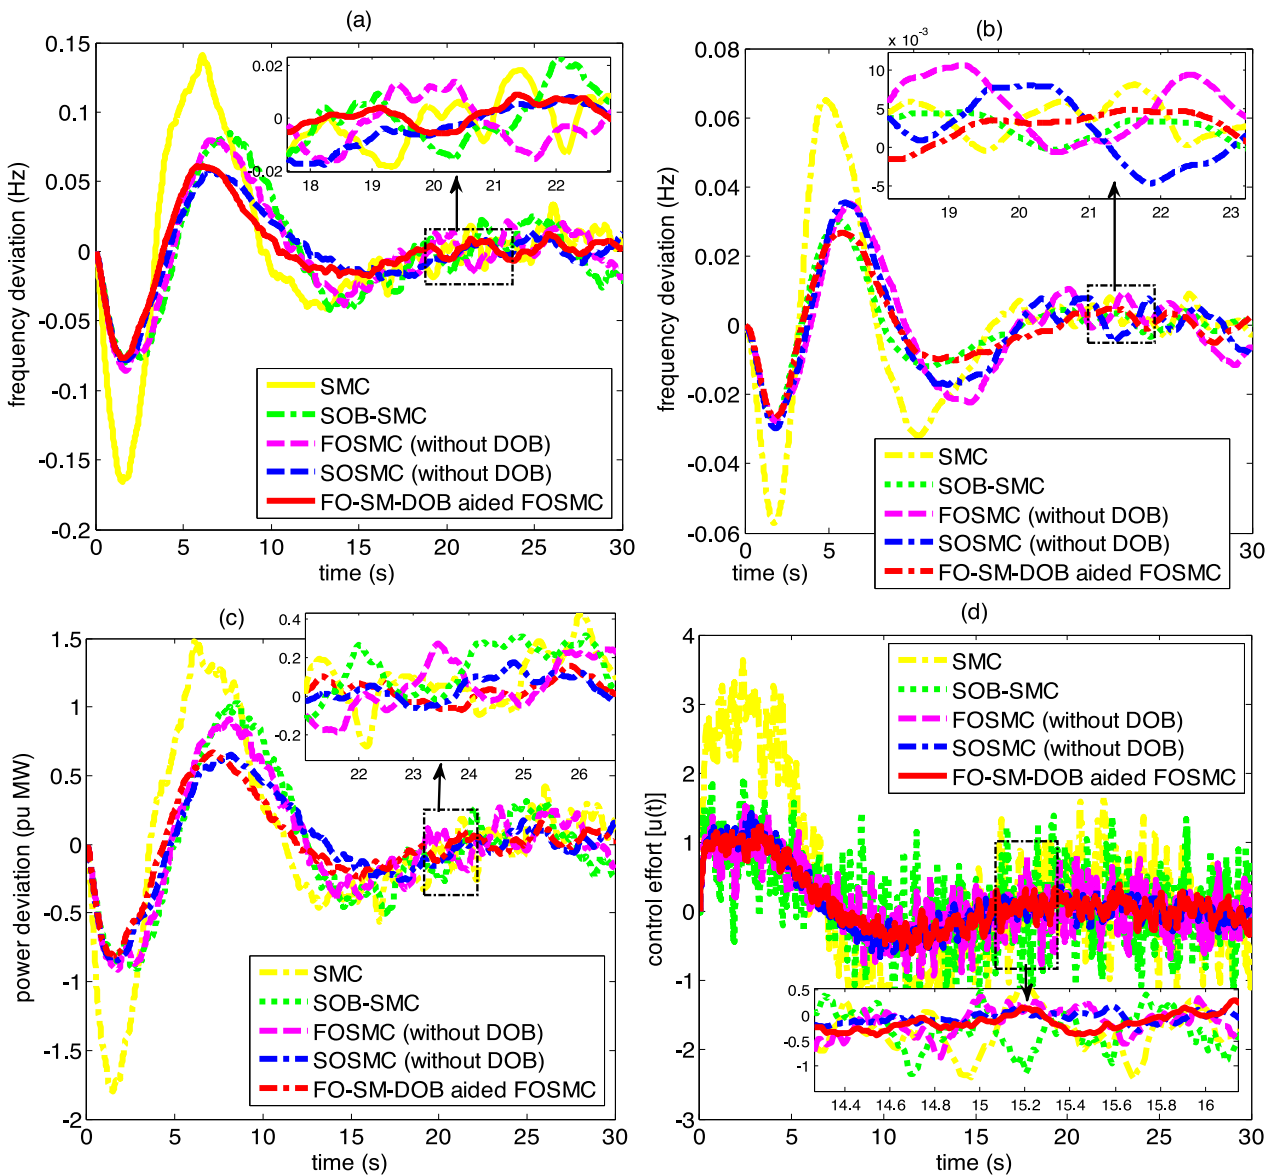 (a)
0.15
0.1
0.05
0
-0.05
-0.1
-0.15
-0.2
frequency deviation (Hz)
0.02
0
-0.02
18 19 20 21 22
SMC
SOB-SMC
FOSMC (without DOB)
SOSMC (without DOB)
FO-SM-DOB aided FOSMC
0 5 10 15 20 25 30
time (s)
(b)
0.08
0.06
0.04
0.02
0
-0.02
-0.04
-0.06
frequency deviation (Hz)
x 10⁻³
10
5
0
-5
19 20 21 22 23
SMC
SOB-SMC
FOSMC (without DOB)
SOSMC (without DOB)
FO-SM-DOB aided FOSMC
0 5 30
time (s)
(c)
1.5
1
0.5
0
-0.5
-1
-1.5
-2
power deviation (pu MW)
0.4
0.2
0
-0.2
22 23 24 25 26
SMC
SOB-SMC
FOSMC (without DOB)
SOSMC (without DOB)
FO-SM-DOB aided FOSMC
0 5 10 15 20 25 30
time (s)
(d)
4
3
2
1
0
-1
-2
-3
control effort [u(t)]
SMC
SOB-SMC
FOSMC (without DOB)
SOSMC (without DOB)
FO-SM-DOB aided FOSMC
0.5
0
-0.5
-1
14.4 14.6 14.8 15 15.2 15.4 15.6 15.8 16
0 5 10 15 20 25 30
time (s)